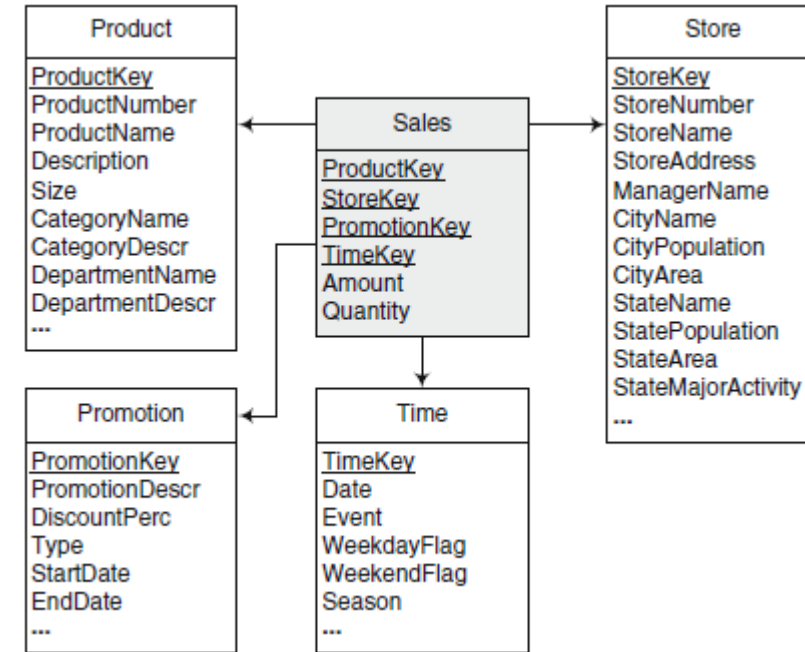 Product
ProductKey
ProductNumber
ProductName
Description
Size
CategoryName
CategoryDescr
DepartmentName
DepartmentDescr
...
Sales
ProductKey
StoreKey
PromotionKey
TimeKey
Amount
Quantity
Store
StoreKey
StoreNumber
StoreName
StoreAddress
ManagerName
CityName
CityPopulation
CityArea
StateName
StatePopulation
StateArea
StateMajorActivity
...
Promotion
PromotionKey
PromotionDescr
DiscountPerc
Type
StartDate
EndDate
...
Time
TimeKey
Date
Event
WeekdayFlag
WeekendFlag
Season
...